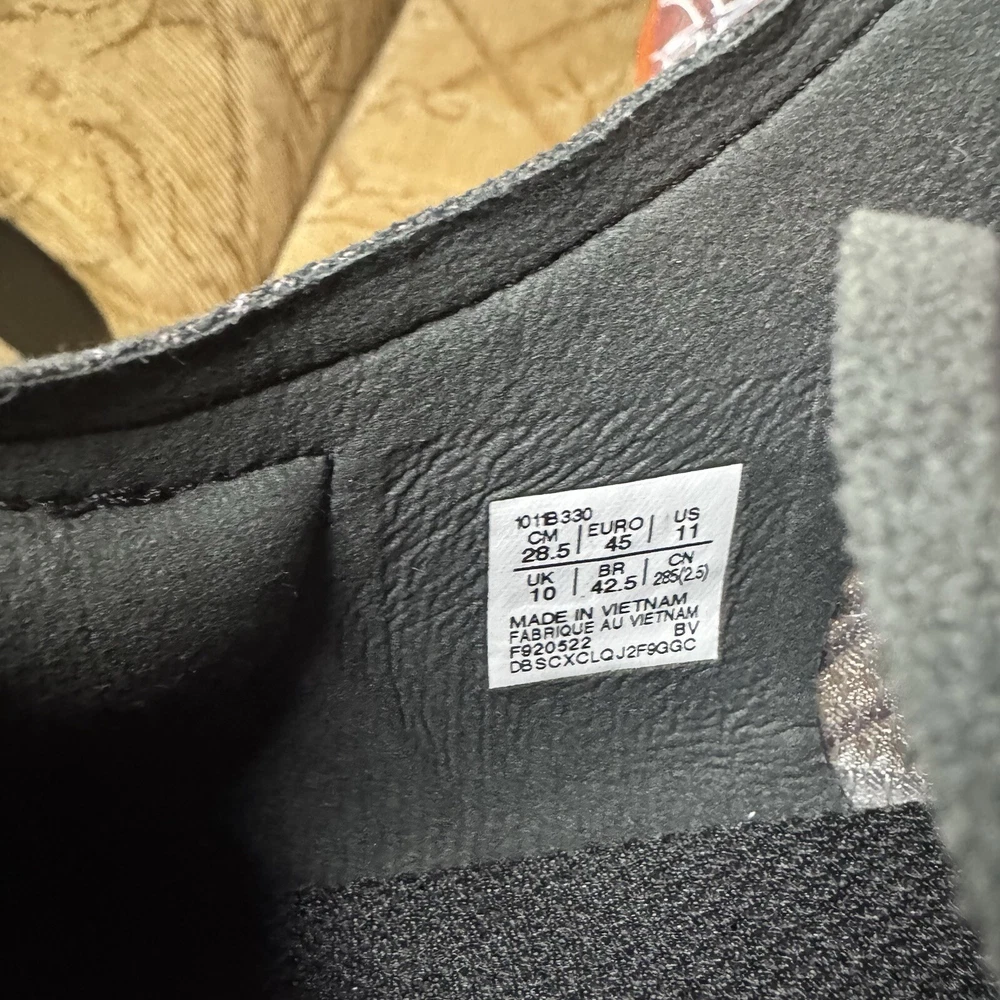 1011B330
CM | EURO | US
28.5 | 45 | 11
UK | BR | CN
10 | 42.5 | 285(2.5)
MADE IN VIETNAM
FABRIQUE AU VIETNAM
F920522 BV
DBSCXCLQJ2F9GGC